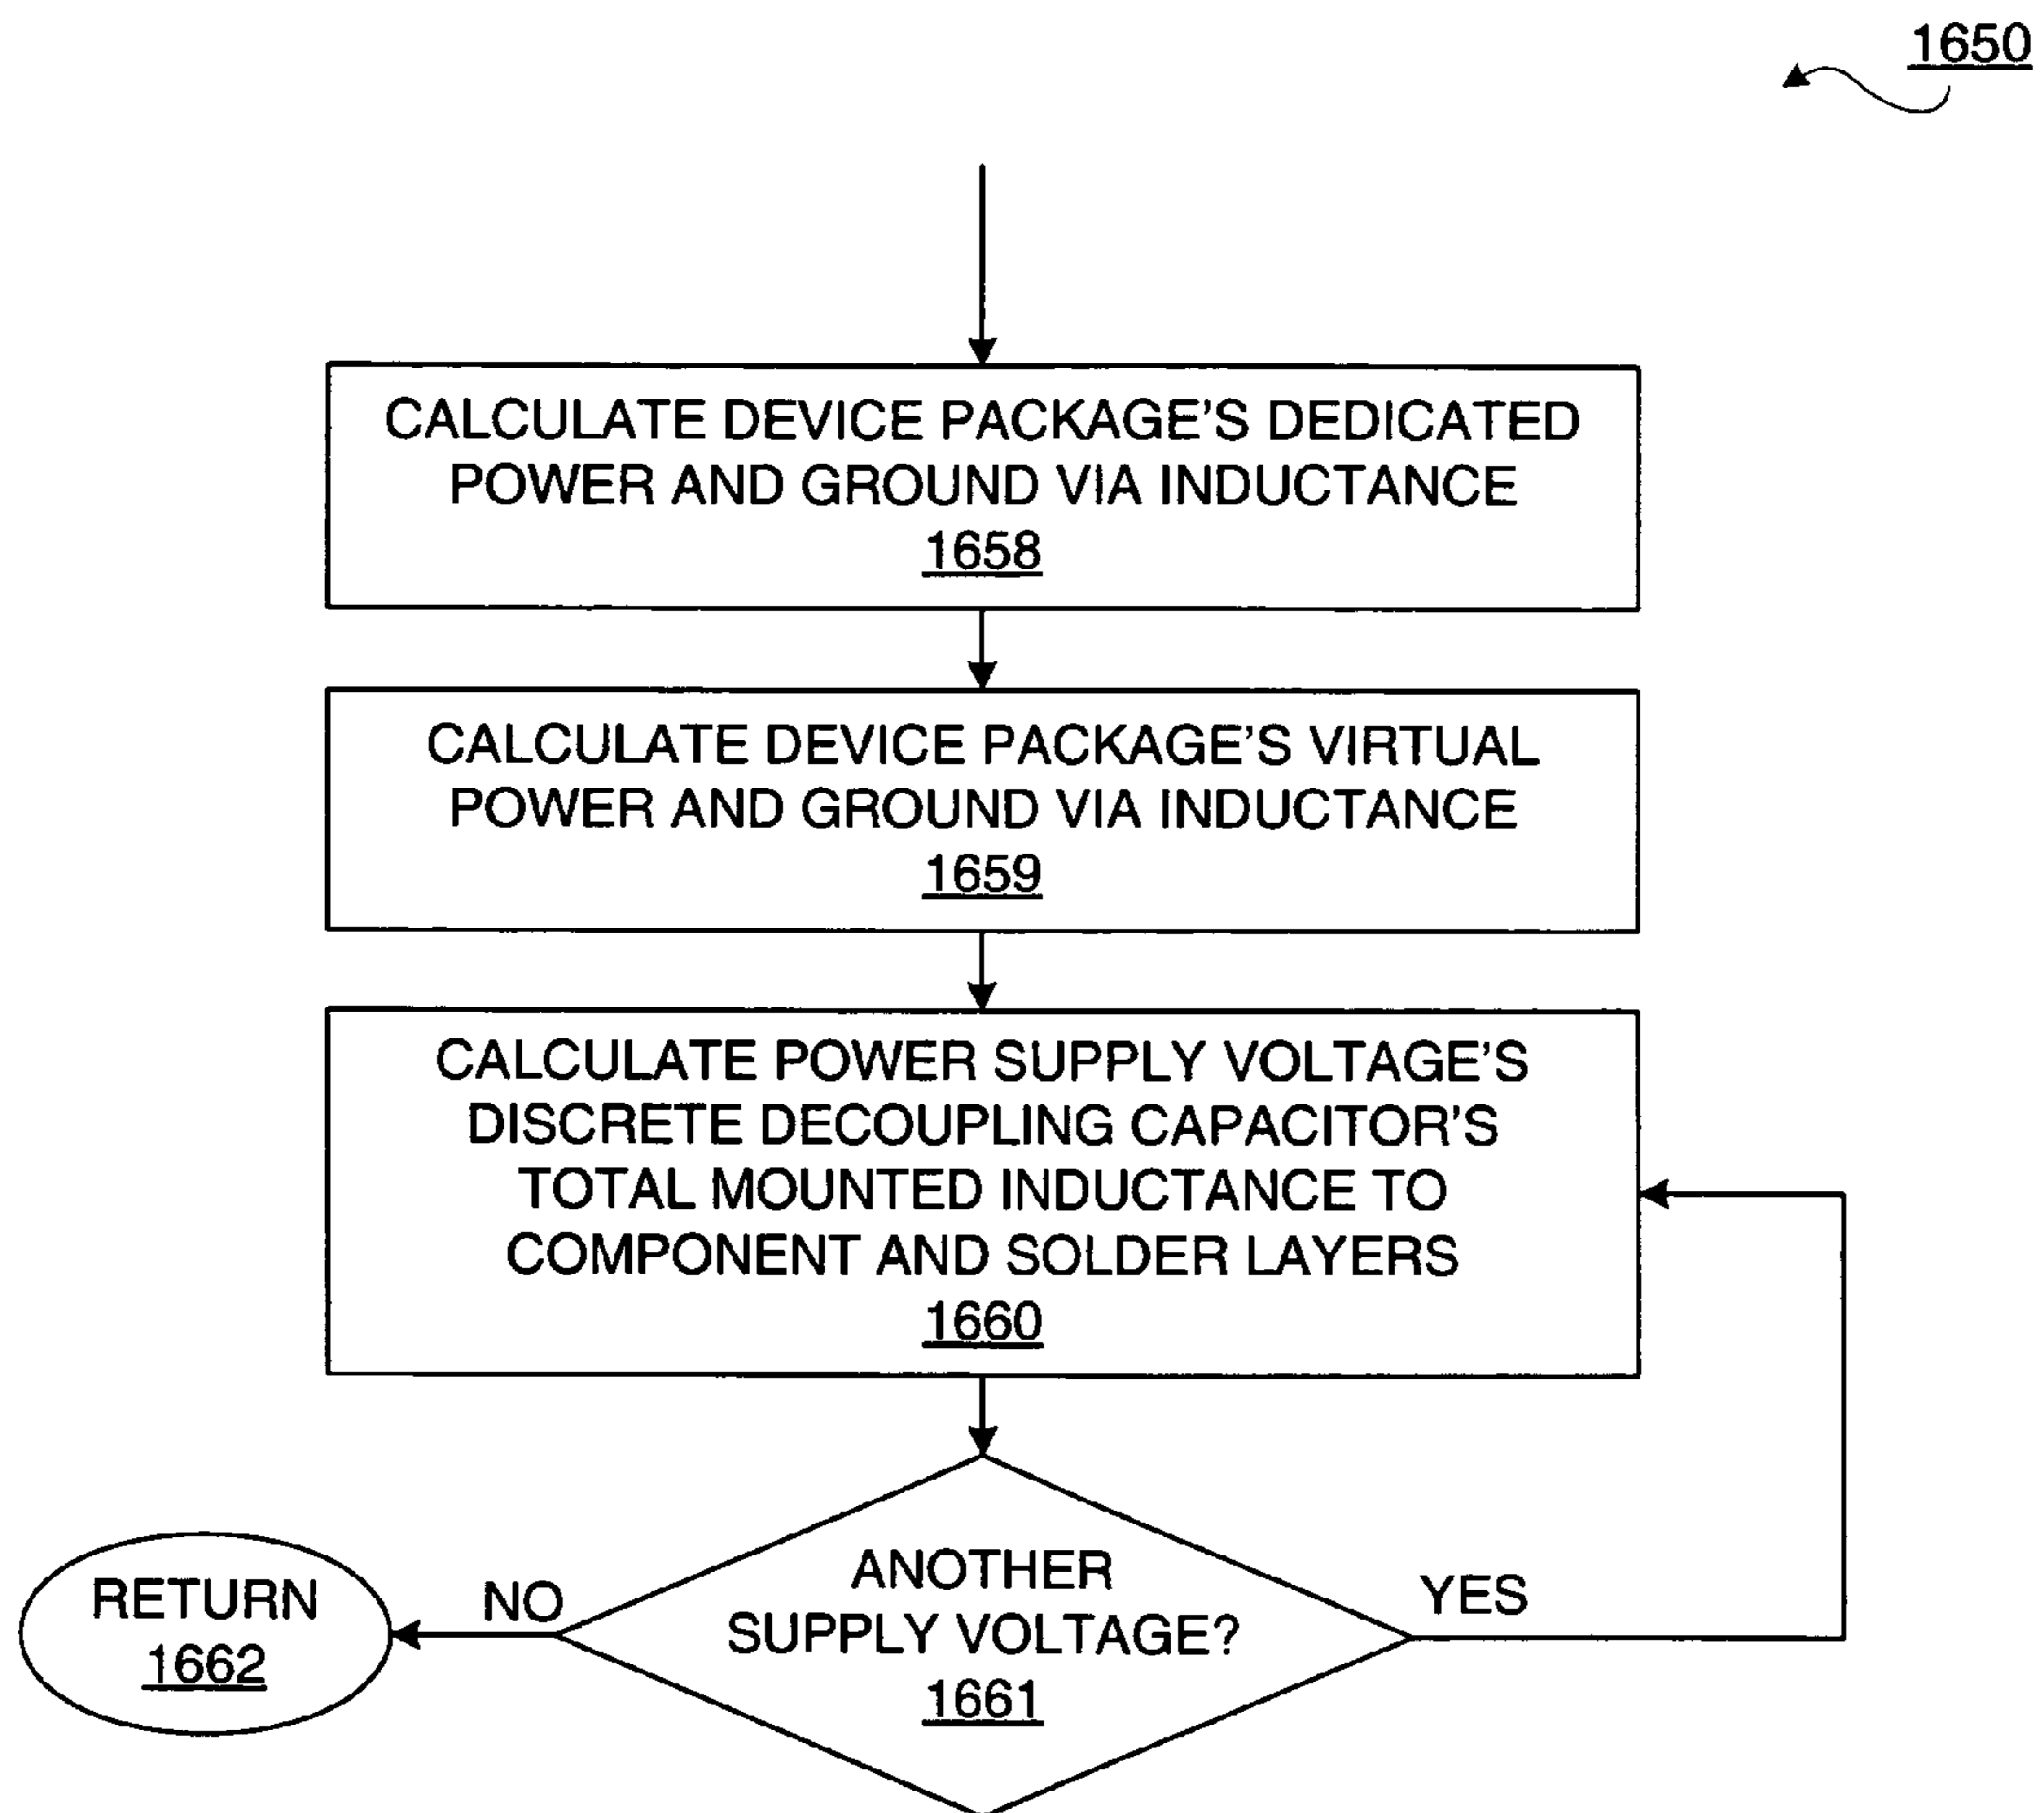 1650
CALCULATE DEVICE PACKAGE'S DEDICATED
POWER AND GROUND VIA INDUCTANCE
1658
CALCULATE DEVICE PACKAGE'S VIRTUAL
POWER AND GROUND VIA INDUCTANCE
1659
CALCULATE POWER SUPPLY VOLTAGE'S
DISCRETE DECOUPLING CAPACITOR'S
TOTAL MOUNTED INDUCTANCE TO
COMPONENT AND SOLDER LAYERS
1660
ANOTHER
SUPPLY VOLTAGE?
1661
YES
NO
RETURN
1662